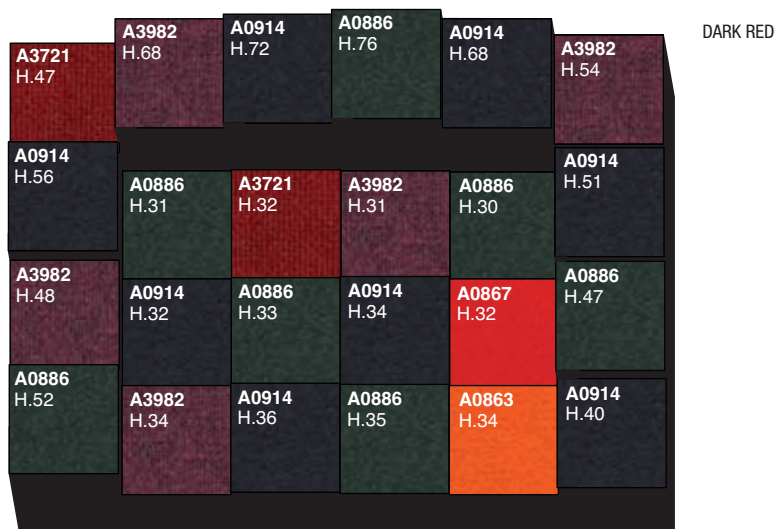 A3721
H.47
A3982
H.68
A0914
H.72
A0886
H.76
A0914
H.68
A3982
H.54
DARK RED
A0914
H.56
A0886
H.31
A3721
H.32
A3982
H.31
A0886
H.30
A0914
H.51
A3982
H.48
A0914
H.32
A0886
H.33
A0914
H.34
A0867
H.32
A0886
H.47
A0886
H.52
A3982
H.34
A0914
H.36
A0886
H.35
A0863
H.34
A0914
H.40